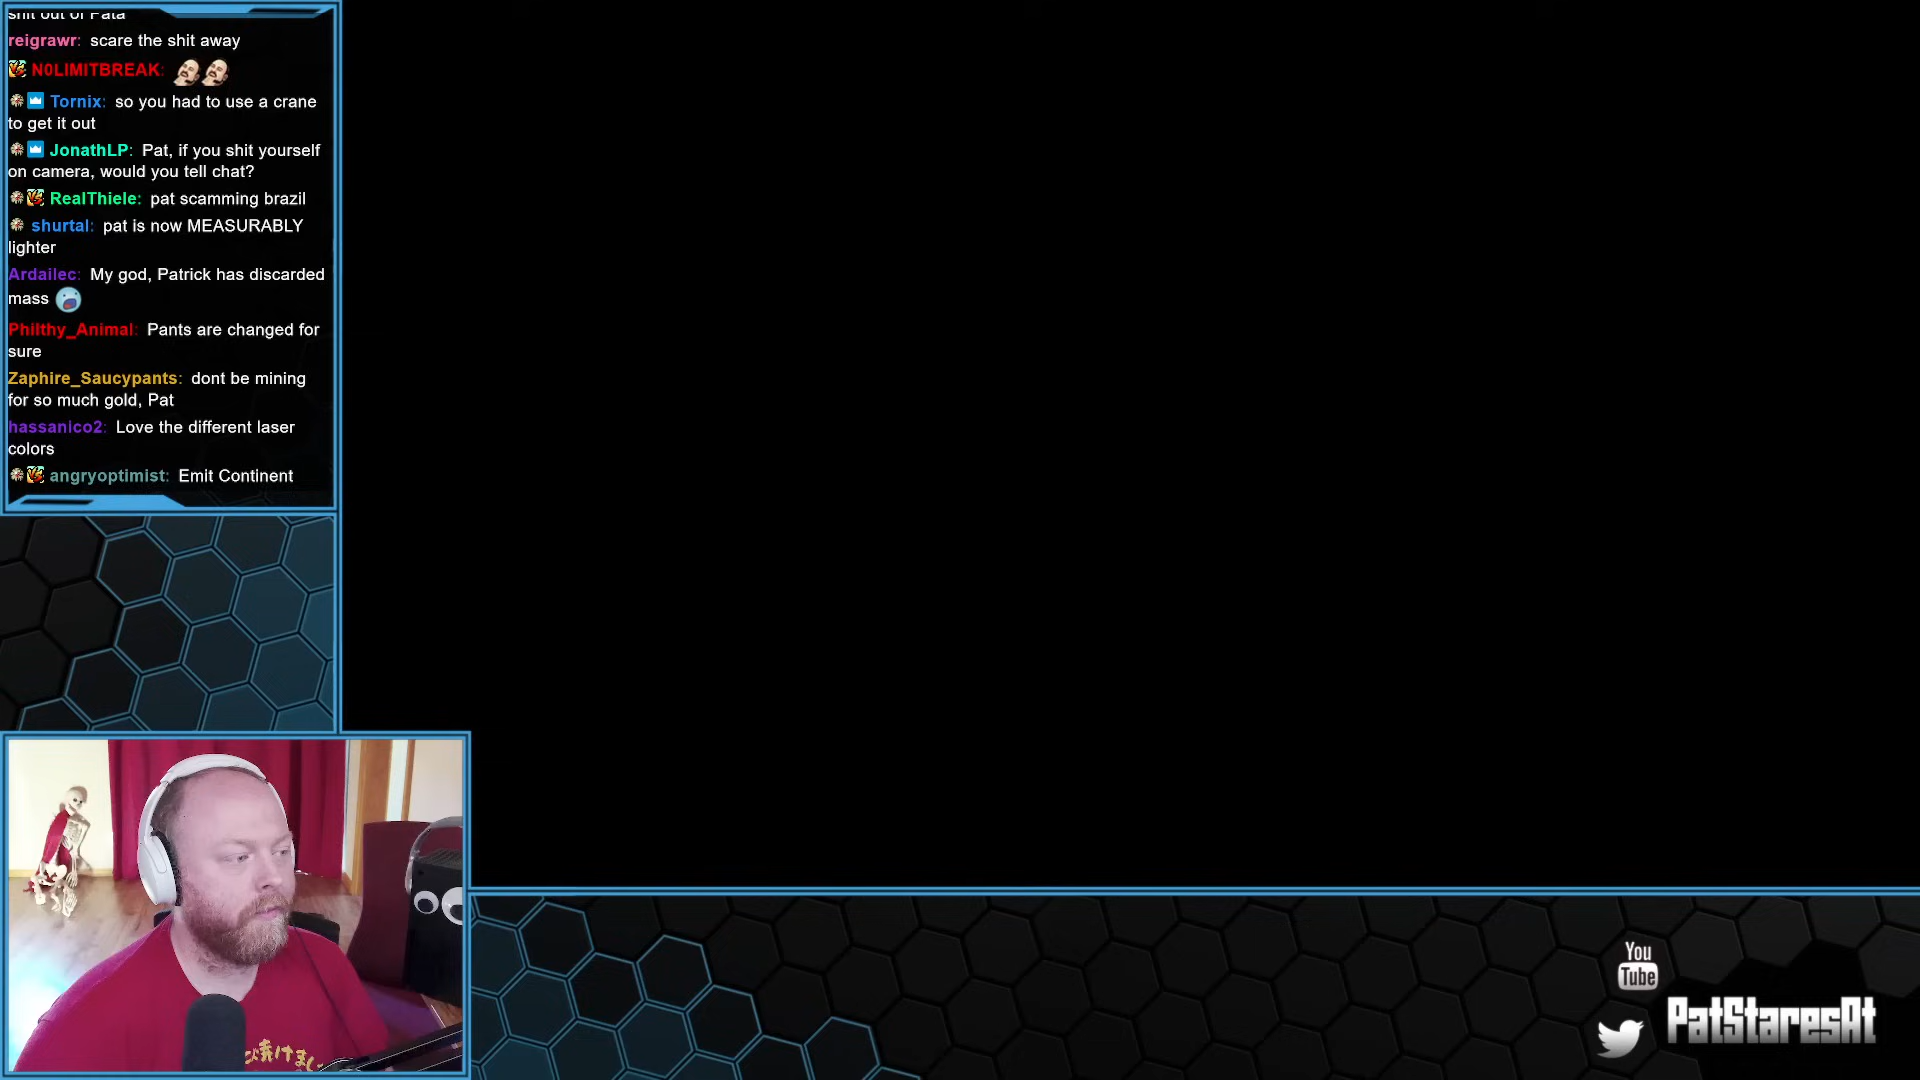 reigrawr: scare the shit away
N0LIMITBREAK:
Tornix: so you had to use a crane
to get it out
JonathLP: Pat, if you shit yourself
on camera, would you tell chat?
RealThiele: pat scamming brazil
shurtal: pat is now MEASURABLY
lighter
Ardailec: My god, Patrick has discarded
mass
Philthy_Animal: Pants are changed for
sure
Zaphire_Saucypants: dont be mining
for so much gold, Pat
hassanico2: Love the different laser
colors
angryoptimist: Emit Continent
You
Tube
PatStaresAt